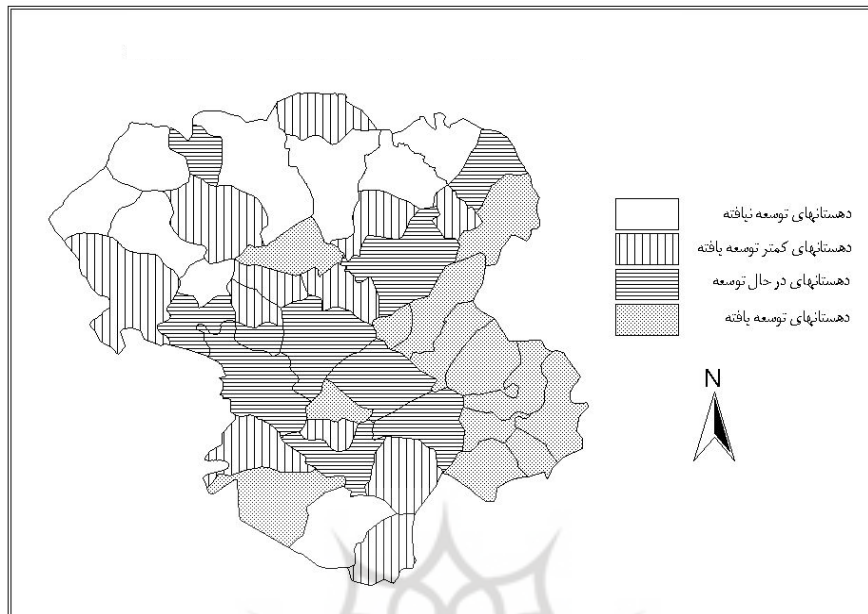 دهستانهای توسعه نیافته
دهستانهای کمتر توسعه یافته
دهستانهای در حال توسعه
دهستانهای توسعه یافته
N